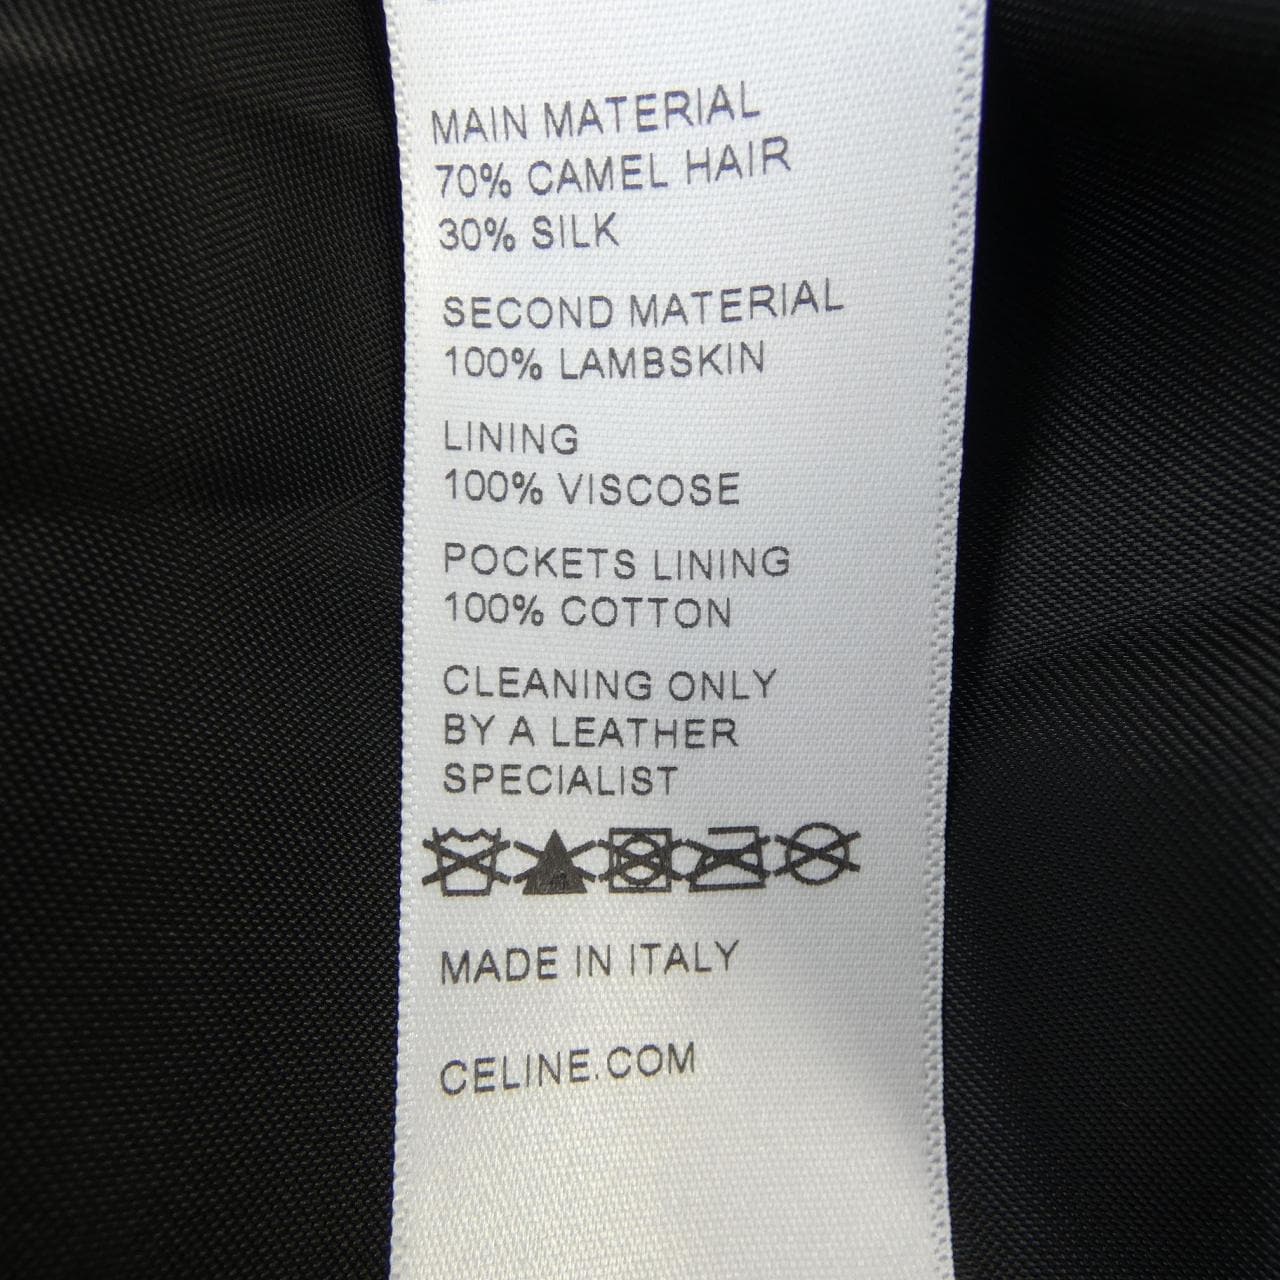 MAIN MATERIAL
70% CAMEL HAIR
30% SILK
SECOND MATERIAL
100% LAMBSKIN
LINING
100% VISCOSE
POCKETS LINING
100% COTTON
CLEANING ONLY
BY A LEATHER
SPECIALIST
MADE IN ITALY
CELINE.COM